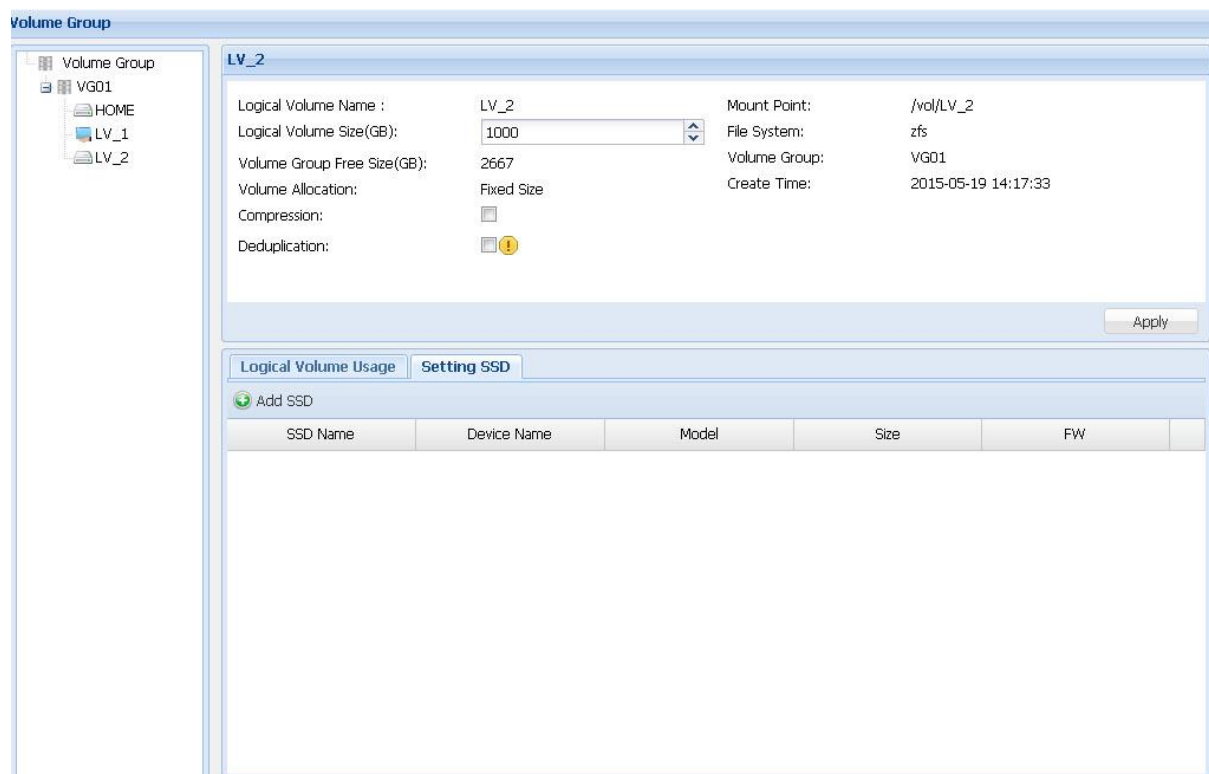 Volume Group
Volume Group
VG01
HOME
LV_1
LV_2
LV_2
Logical Volume Name : LV_2 Mount Point: /vol/LV_2
Logical Volume Size(GB): 1000 File System: zfs
Volume Group Free Size(GB): 2667 Volume Group: VG01
Volume Allocation: Fixed Size Create Time: 2015-05-19 14:17:33
Compression:
Deduplication:
Apply
Logical Volume Usage Setting SSD
Add SSD
SSD Name Device Name Model Size FW